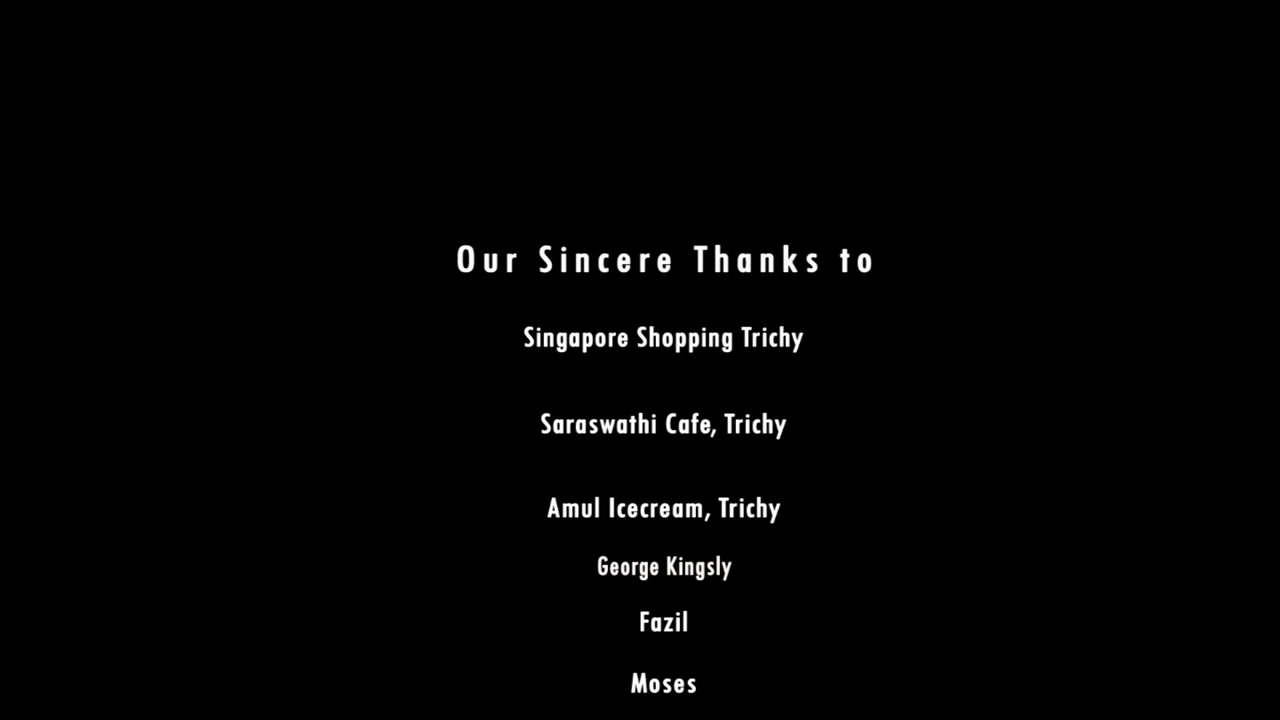 Our Sincere Thanks to
Singapore Shopping Trichy
Saraswathi Cafe, Trichy
Amul Icecream, Trichy
George Kingsly
Fazil
Moses